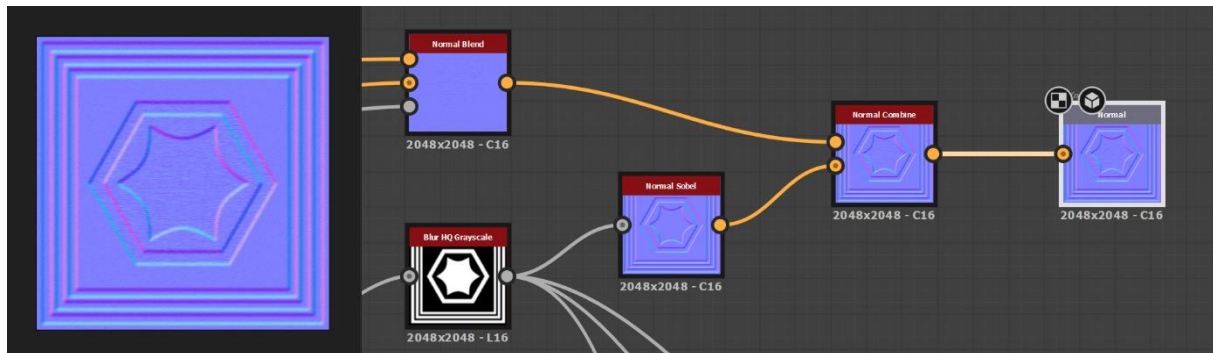 Normal Blend
2048x2048 - C16
Blur HQ Grayscale
2048x2048 - L16
Normal Sobel
2048x2048 - C16
Normal Combine
2048x2048 - C16
Normal
2048x2048 - C16